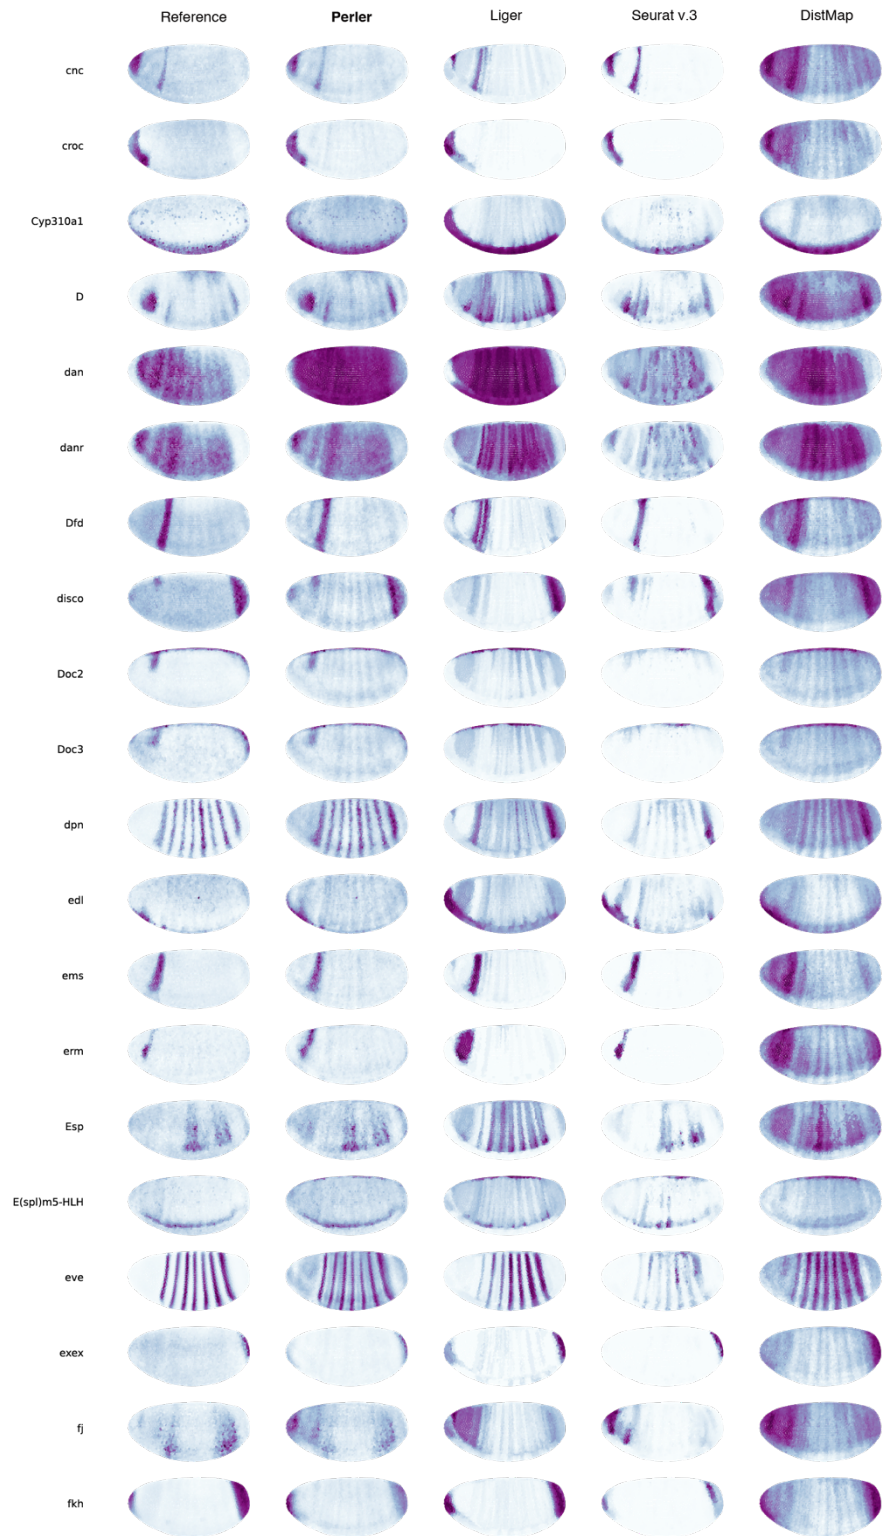 Reference Perler Liger Seurat v.3 DistMap
cnc
croc
Cyp310a1
D
dan
danr
Dfd
disco
Doc2
Doc3
dpn
edl
ems
erm
Esp
E(spl)m5-HLH
eve
exex
fj
fkh